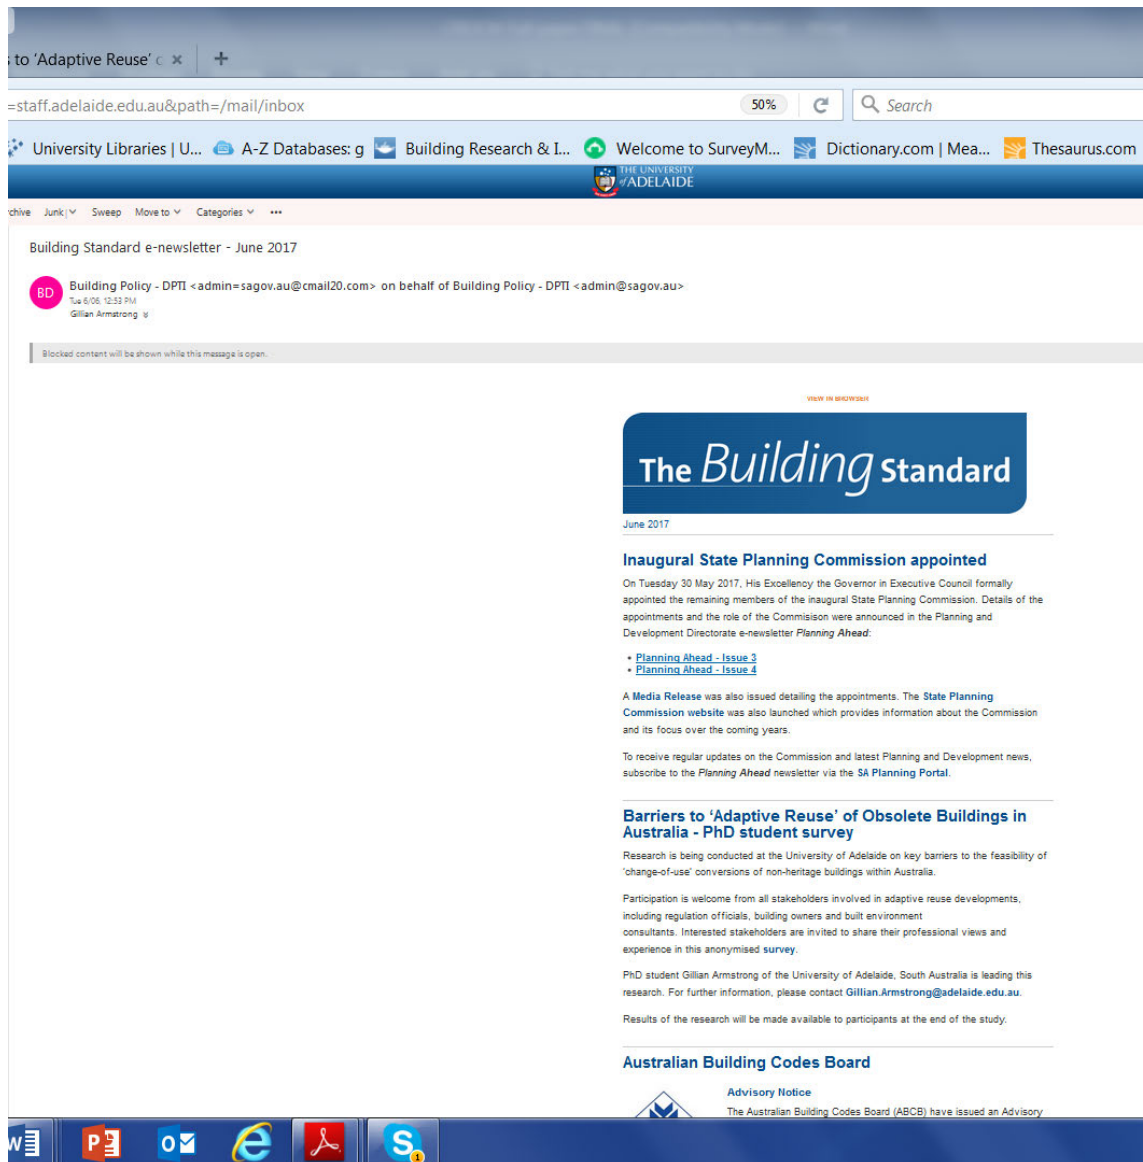 s to 'Adaptive Reuse' c × +
=staff.adelaide.edu.au&path=/mail/inbox 50% Search
University Libraries | U... A-Z Databases: g Building Research & I... Welcome to SurveyM... Dictionary.com | Mea... Thesaurus.com
THE UNIVERSITY
of ADELAIDE
rchive Junk | Sweep Move to Categories ...
Building Standard e-newsletter - June 2017
BD
Building Policy - DPTI <admin=sagov.au@cmail20.com> on behalf of Building Policy - DPTI <admin@sagov.au>
Tue 6/06, 12:53 PM
Gillian Armstrong
Blocked content will be shown while this message is open.
VIEW IN BROWSER
The Building Standard
June 2017
Inaugural State Planning Commission appointed
On Tuesday 30 May 2017, His Excellency the Governor in Executive Council formally
appointed the remaining members of the inaugural State Planning Commission. Details of the
appointments and the role of the Commisison were announced in the Planning and
Development Directorate e-newsletter Planning Ahead:
• Planning Ahead - Issue 3
• Planning Ahead - Issue 4
A Media Release was also issued detailing the appointments. The State Planning
Commission website was also launched which provides information about the Commission
and its focus over the coming years.
To receive regular updates on the Commission and latest Planning and Development news,
subscribe to the Planning Ahead newsletter via the SA Planning Portal.
Barriers to 'Adaptive Reuse' of Obsolete Buildings in
Australia - PhD student survey
Research is being conducted at the University of Adelaide on key barriers to the feasibility of
'change-of-use' conversions of non-heritage buildings within Australia.
Participation is welcome from all stakeholders involved in adaptive reuse developments,
including regulation officials, building owners and built environment
consultants. Interested stakeholders are invited to share their professional views and
experience in this anonymised survey.
PhD student Gillian Armstrong of the University of Adelaide, South Australia is leading this
research. For further information, please contact Gillian.Armstrong@adelaide.edu.au.
Results of the research will be made available to participants at the end of the study.
Australian Building Codes Board
Advisory Notice
The Australian Building Codes Board (ABCB) have issued an Advisory